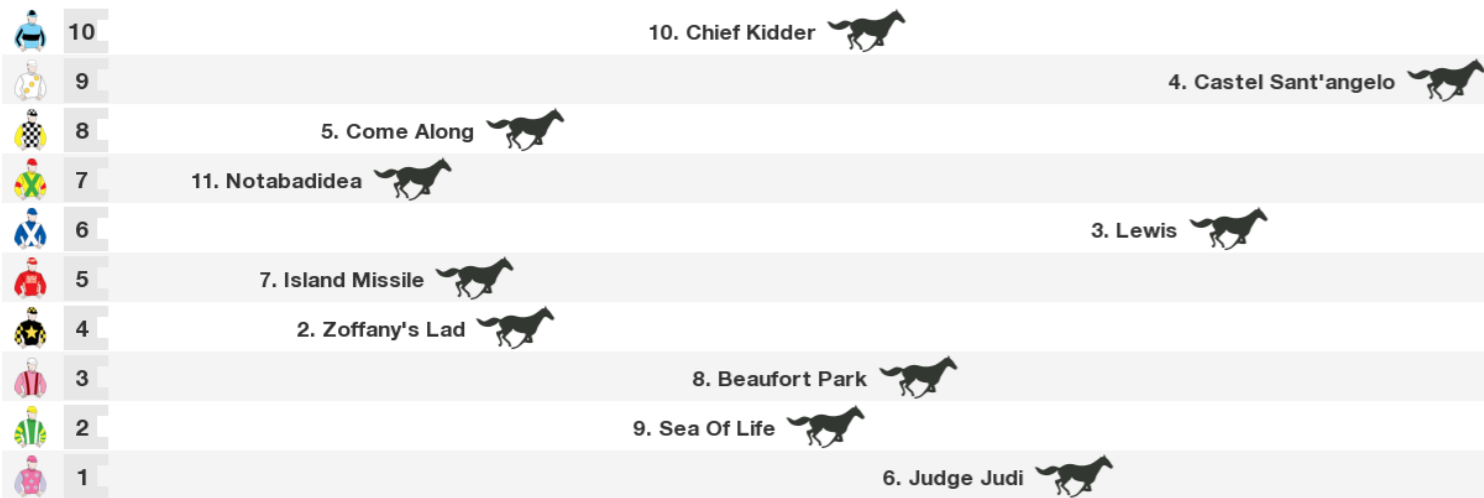 10 10. Chief Kidder
9 4. Castel Sant'angelo
8 5. Come Along
7 11. Notabadidea
6 3. Lewis
5 7. Island Missile
4 2. Zoffany's Lad
3 8. Beaufort Park
2 9. Sea Of Life
1 6. Judge Judi